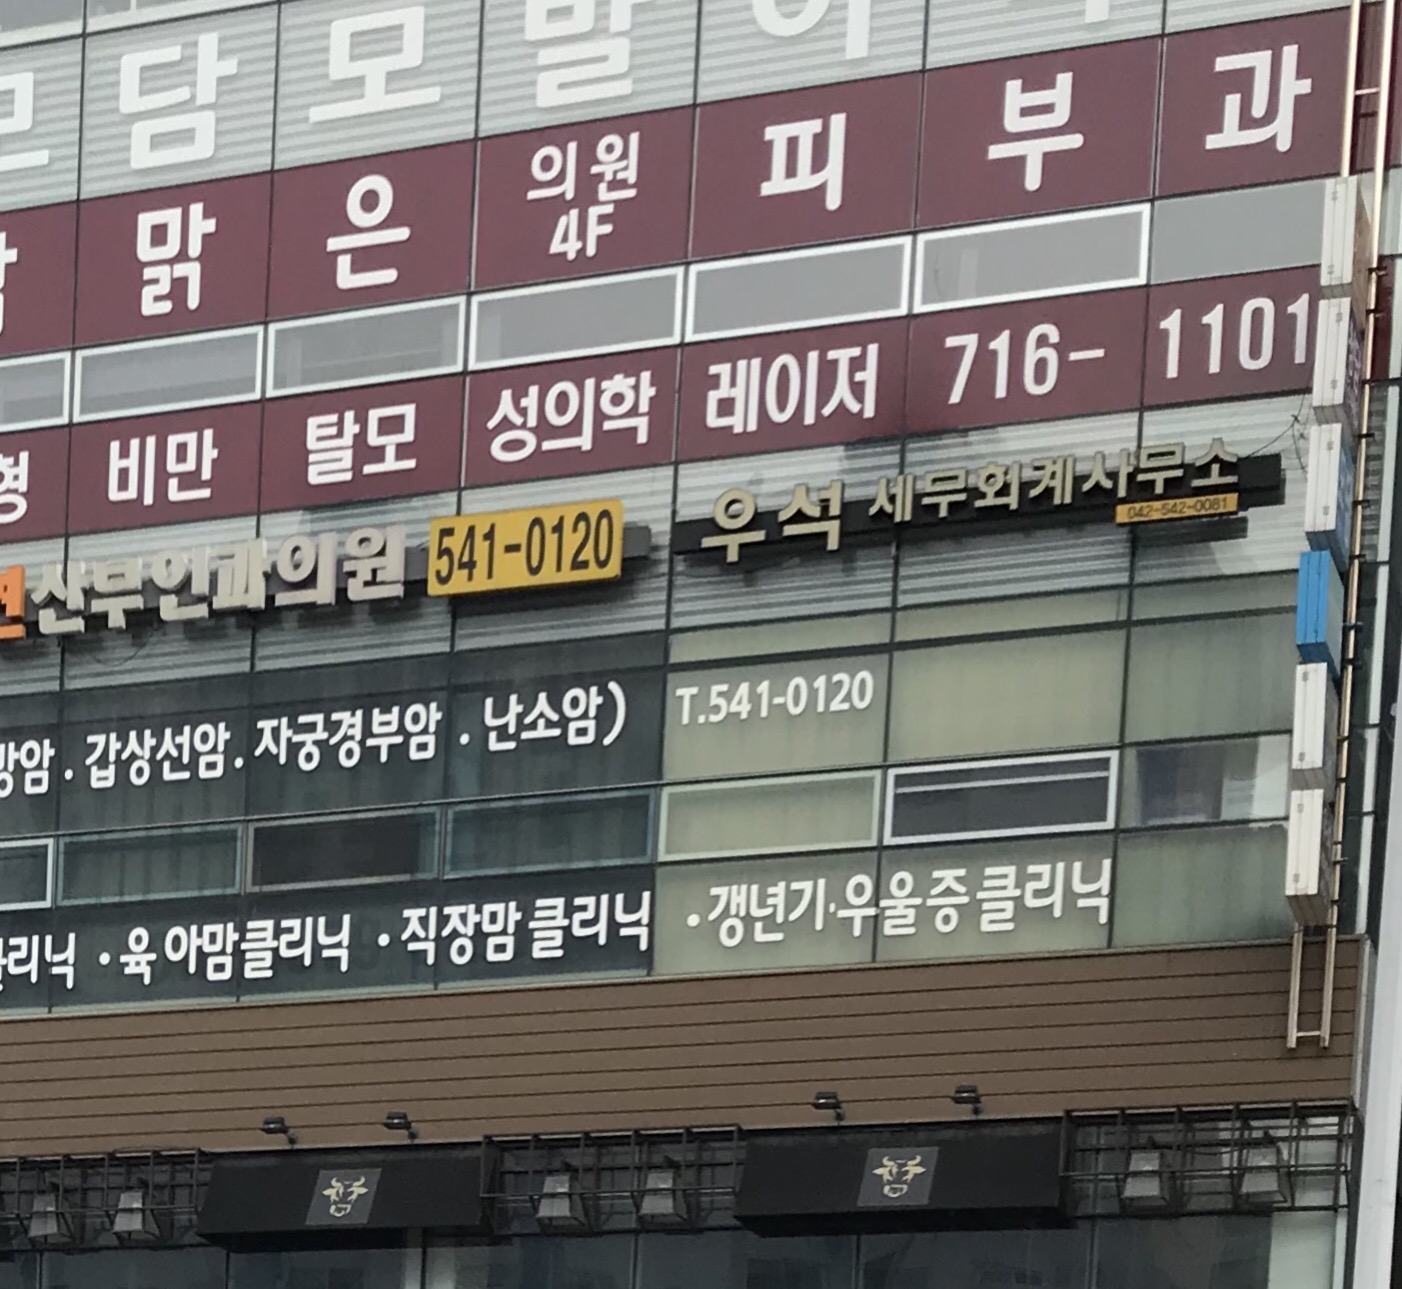 담모발이
맑은 의원 피부과
4F
비만 탈모 성의학 레이저 716-1101
우석 세무회계사무소
042-542-0081
산부인과의원 541-0120
암 . 갑상선암 . 자궁경부암 . 난소암) T.541-0120
리닉 · 육아맘클리닉 · 직장맘 클리닉 · 갱년기·우울증클리닉